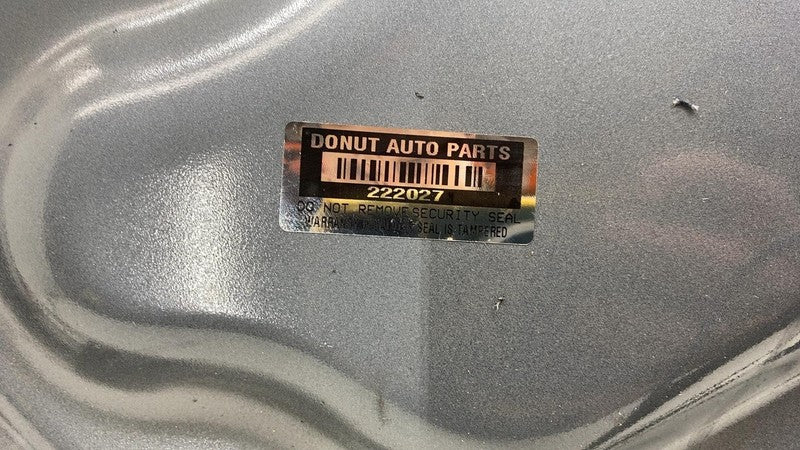 DONUT AUTO PARTS
222027
DO NOT REMOVE SECURITY SEAL
SEAL IS TAMPERED